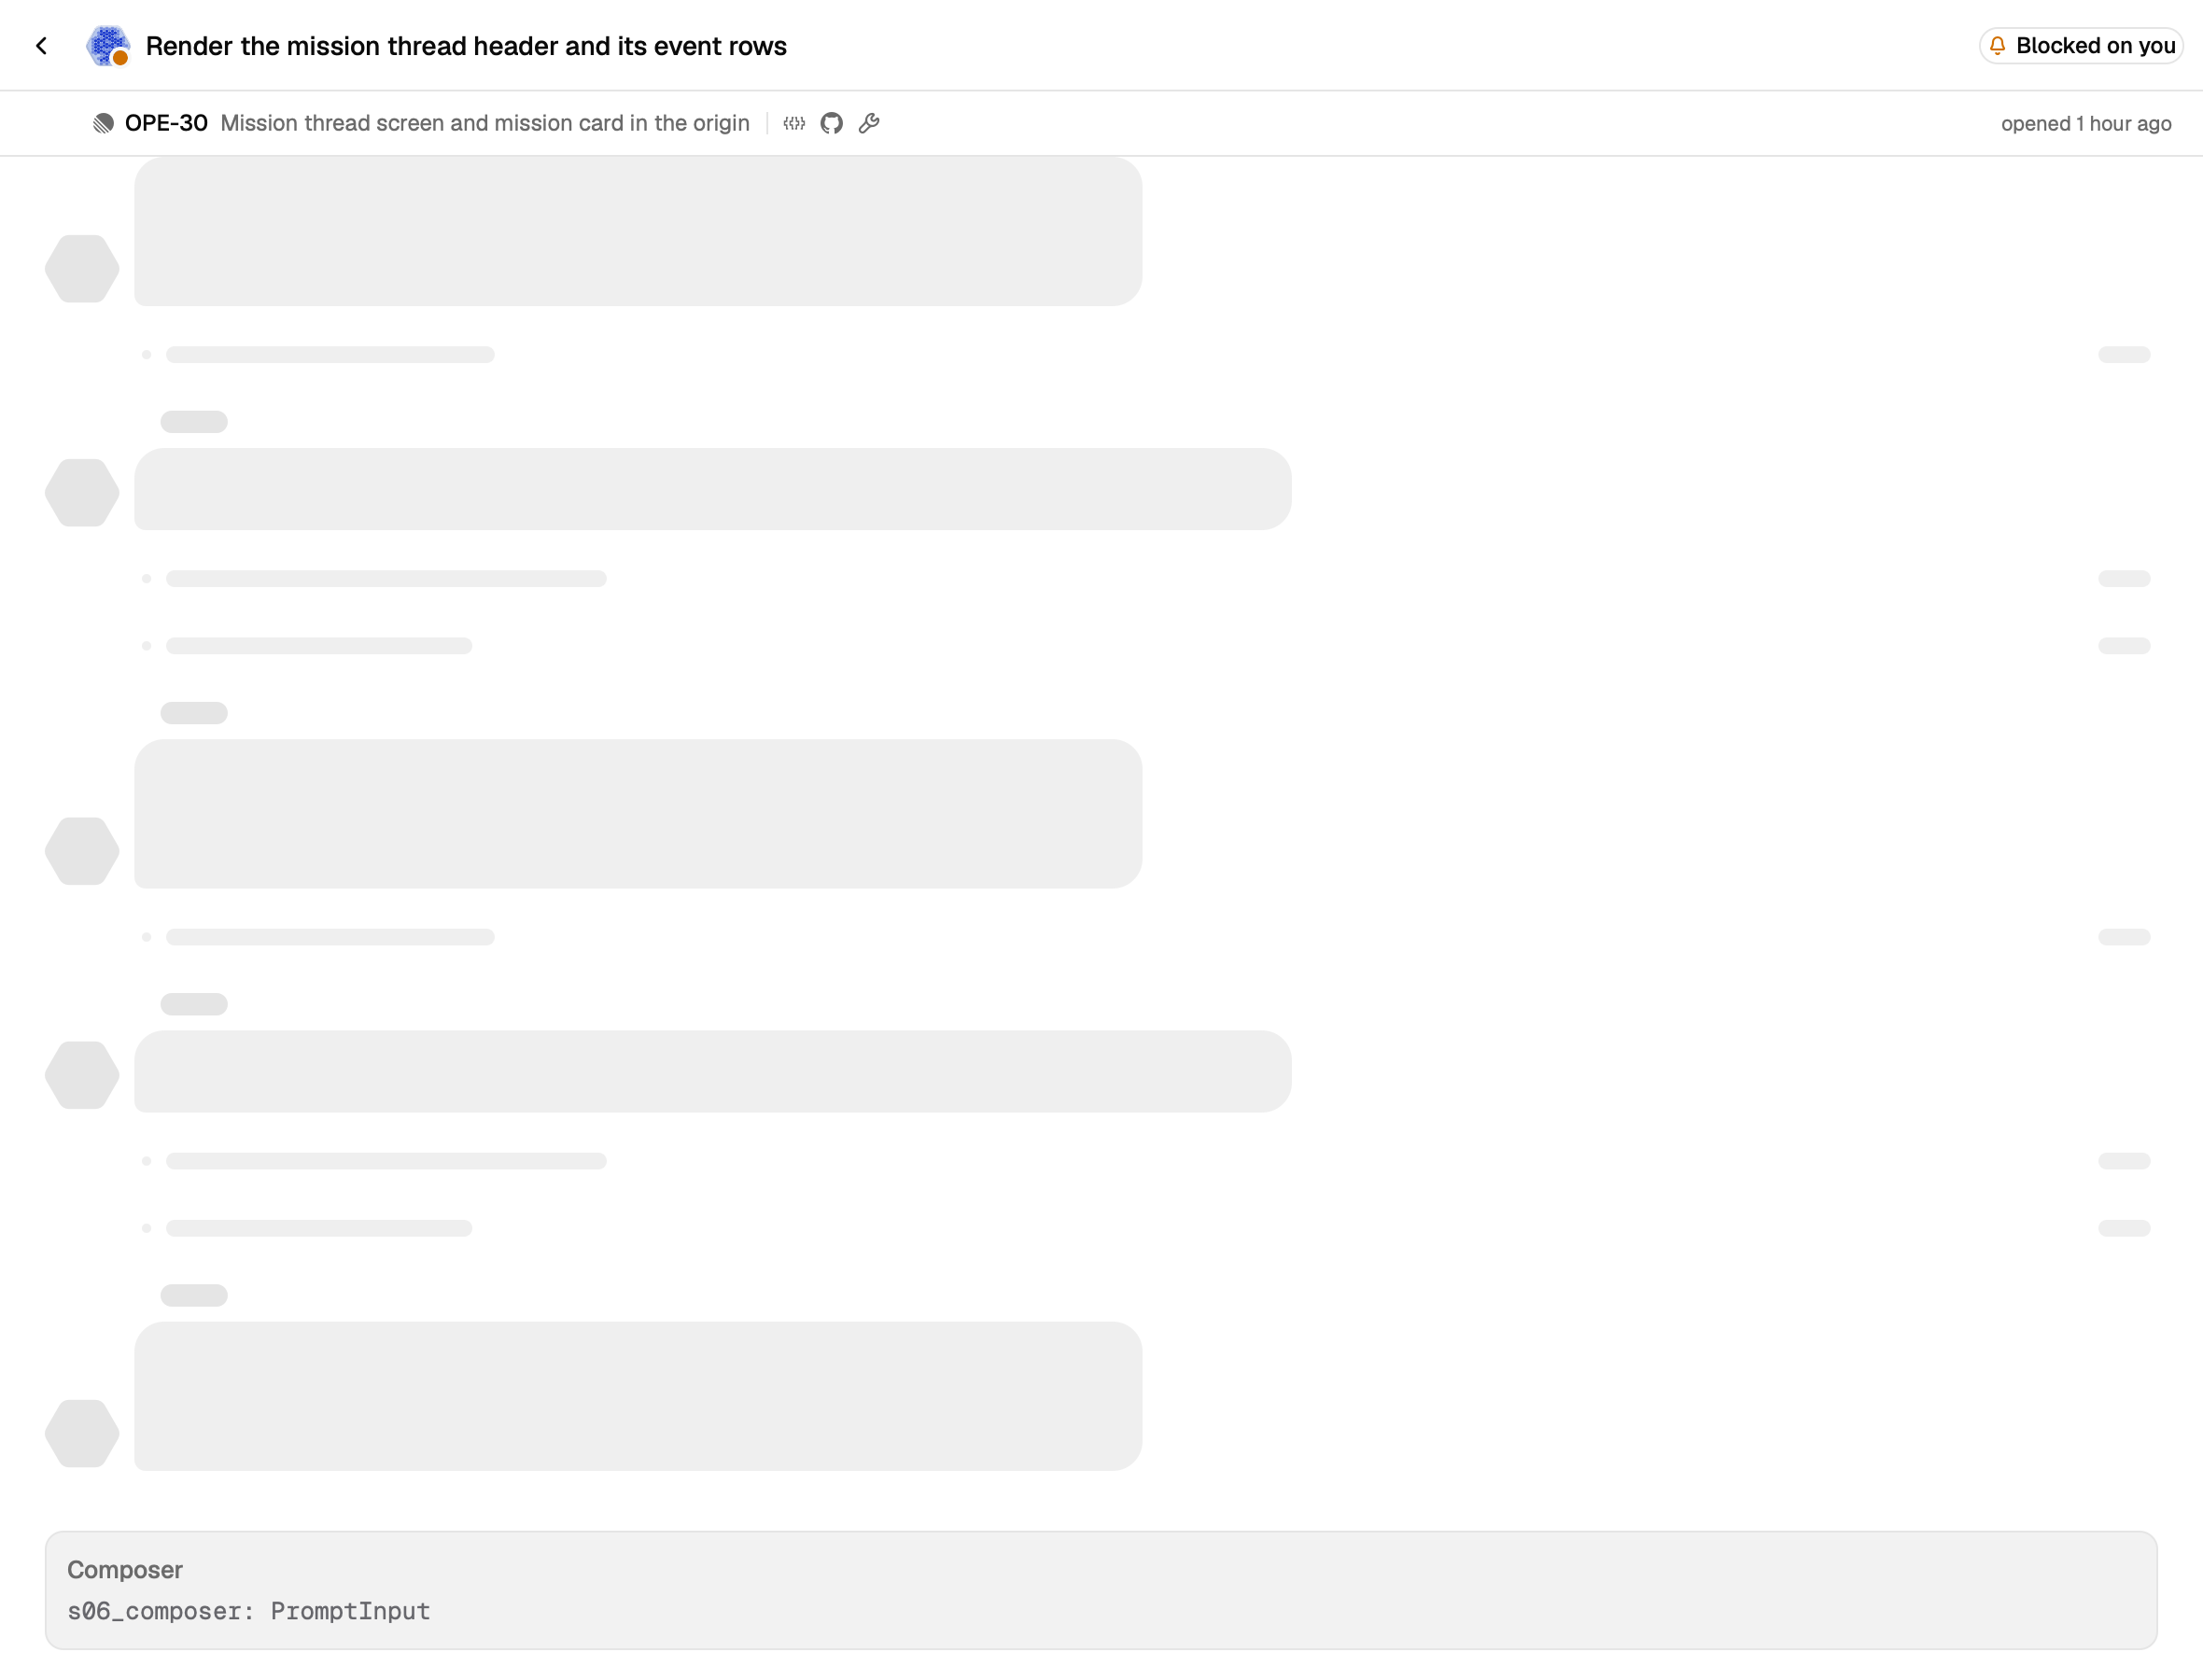 Render the mission thread header and its event rows
Blocked on you
OPE-30 Mission thread screen and mission card in the origin
opened 1 hour ago
Composer
s06_composer: PromptInput